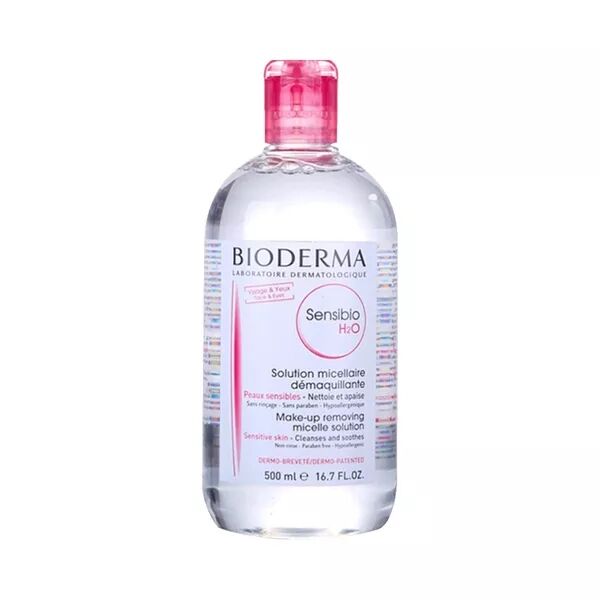 BIODERMA
LABORATOIRE DERMATOLOGIQUE
Visage & Yeux
Face & Eyes
Sensibio
H2O
Solution micellaire
démaquillante
Peaux sensibles - Nettoie et apaise
Sans rinçage - Sans paraben - Hypoallergénique
Make-up removing
micelle solution
Sensitive skin - Cleanses and soothes
Non rinse - Paraben free - Hypoallergenic
DERMO-BREVETÉ/DERMO-PATENTED
500 ml e 16.7 FL.OZ.